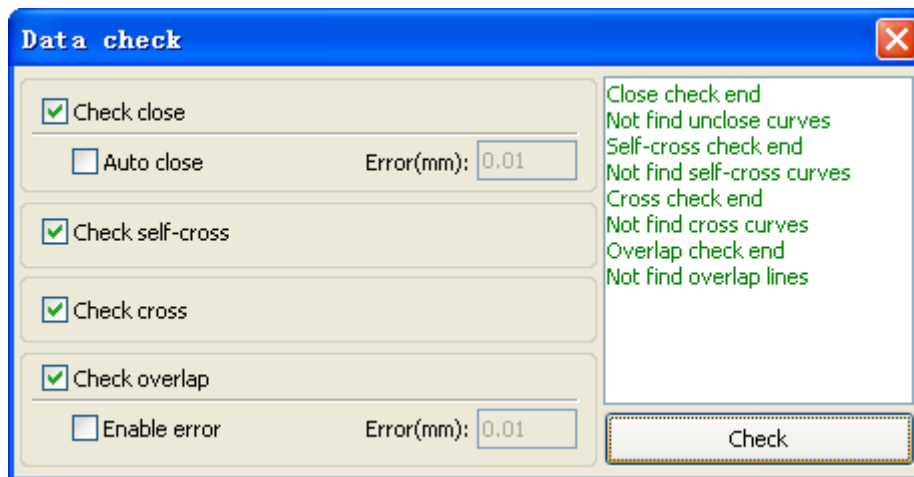 Data check
Check close
Auto close Error(mm): 0.01
Check self-cross
Check cross
Check overlap
Enable error Error(mm): 0.01
Close check end
Not find unclose curves
Self-cross check end
Not find self-cross curves
Cross check end
Not find cross curves
Overlap check end
Not find overlap lines
Check